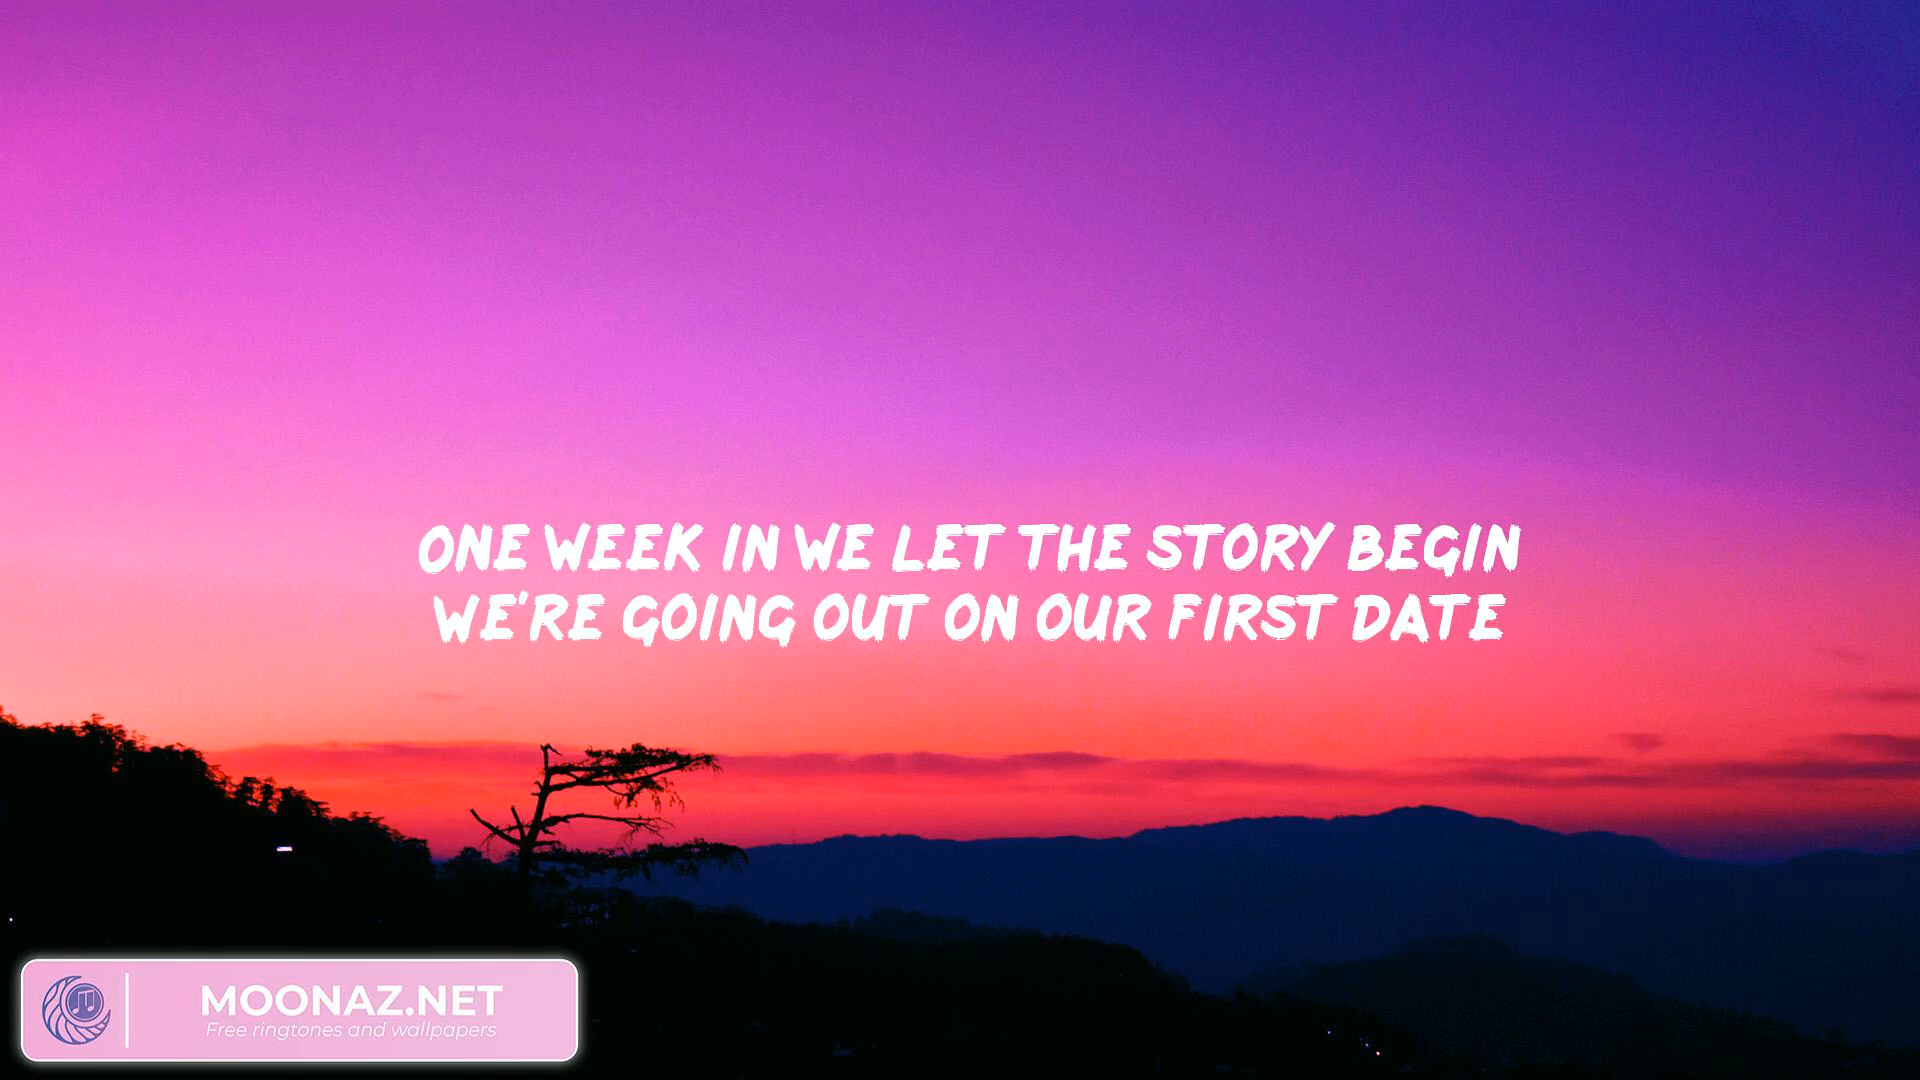 ONE WEEK IN WE LET THE STORY BEGIN
WE'RE GOING OUT ON OUR FIRST DATE
MOONAZ.NET
Free ringtones and wallpapers